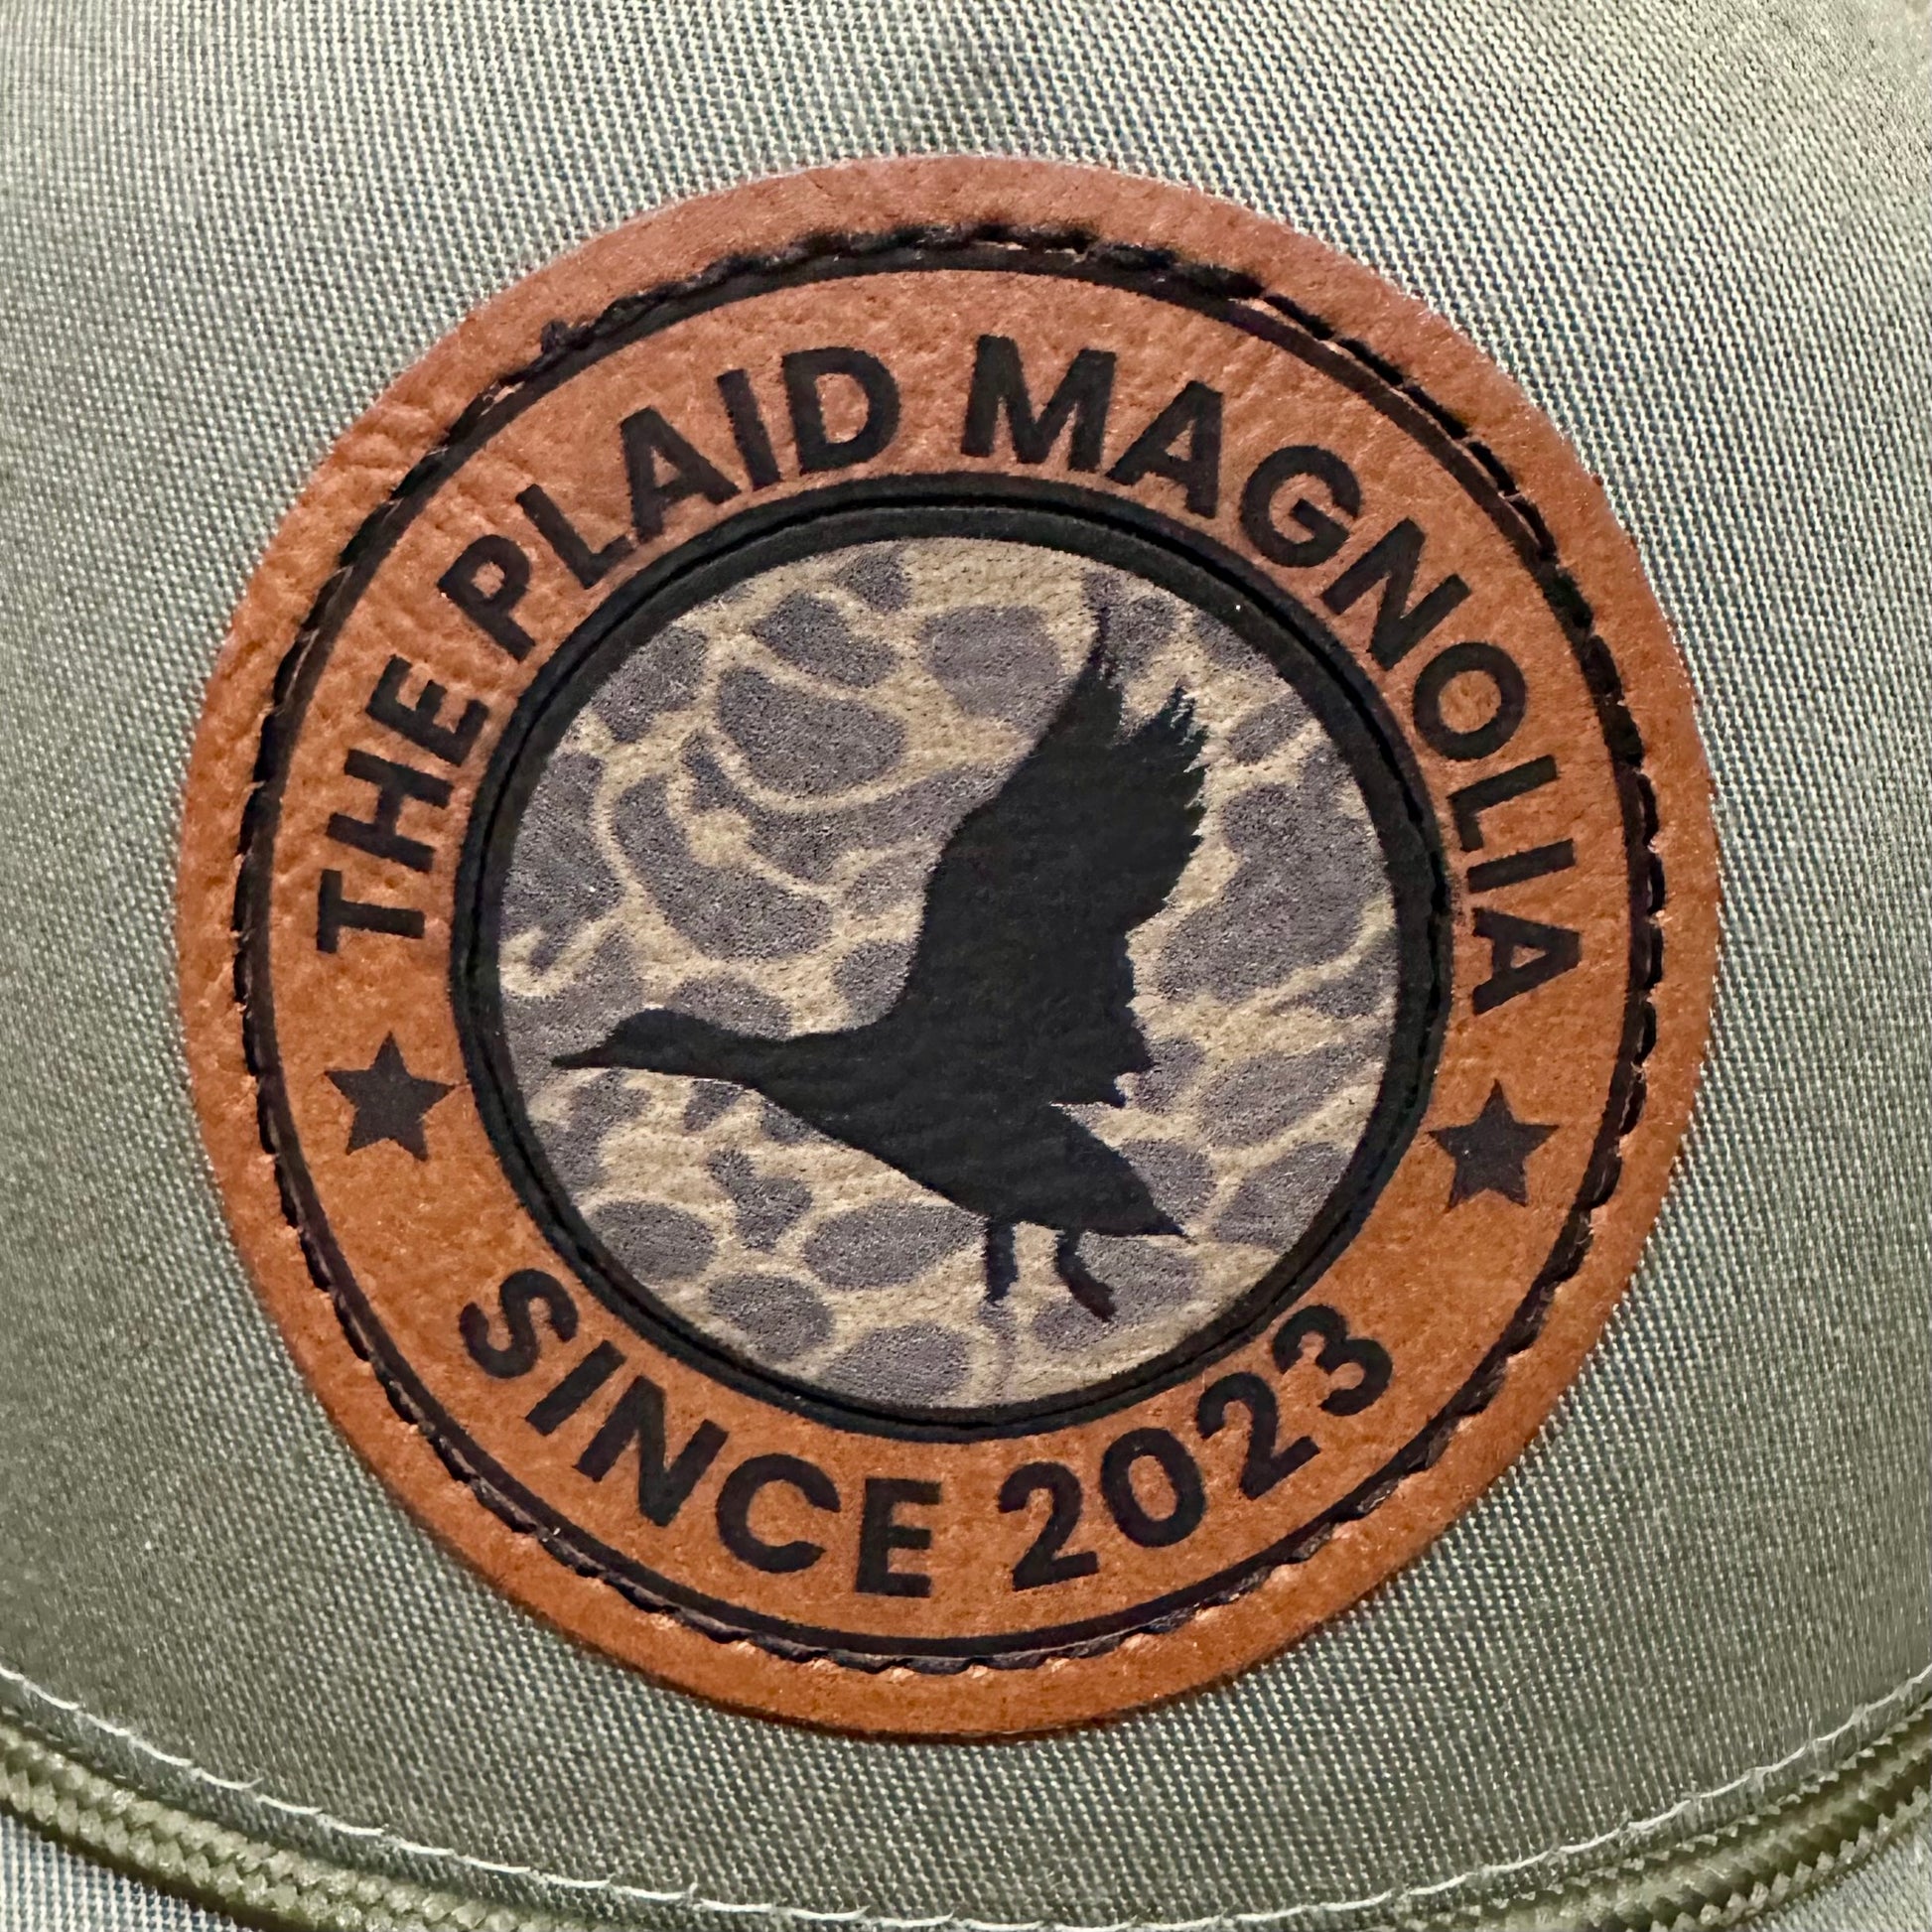 THE PLAID MAGNOLIA
SINCE 2023